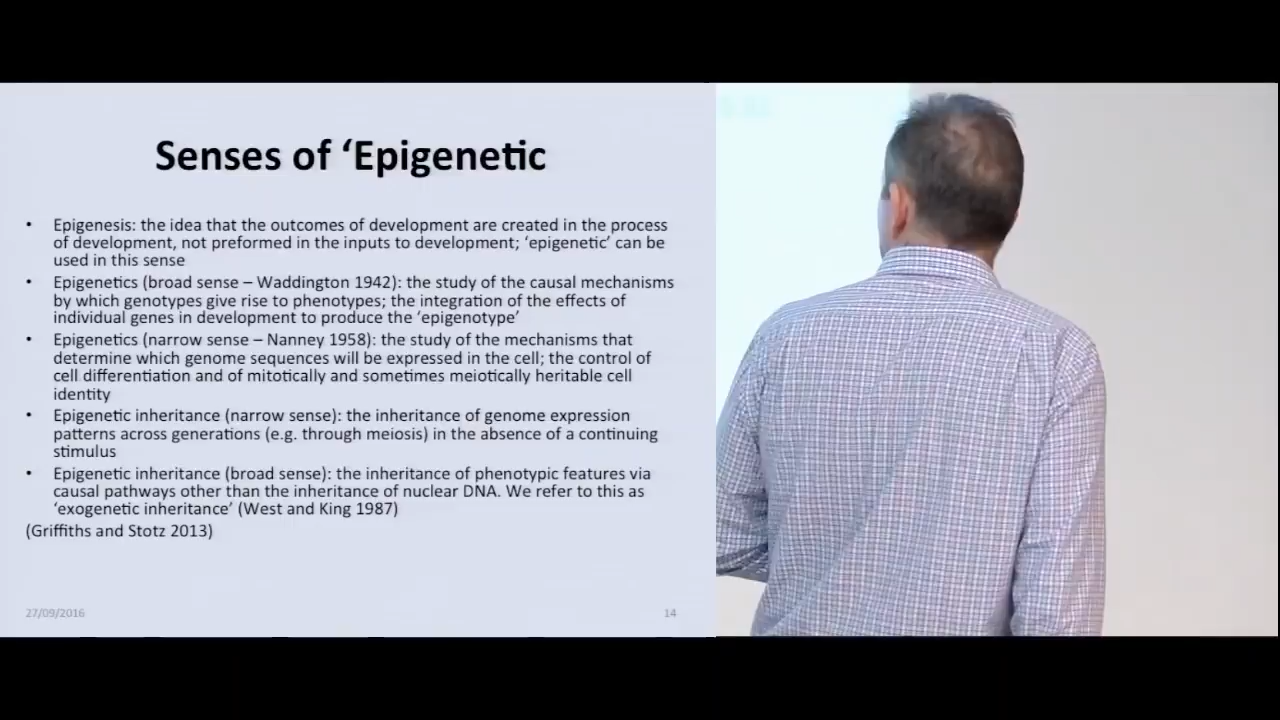 Senses of ‘Epigenetic
• Epigenesis: the idea that the outcomes of development are created in the process
of development, not preformed in the inputs to development; ‘epigenetic’ can be
used in this sense
• Epigenetics (broad sense – Waddington 1942): the study of the causal mechanisms
by which genotypes give rise to phenotypes; the integration of the effects of
individual genes in development to produce the ‘epigenotype’
• Epigenetics (narrow sense – Nanney 1958): the study of the mechanisms that
determine which genome sequences will be expressed in the cell; the control of
cell differentiation and of mitotically and sometimes meiotically heritable cell
identity
• Epigenetic inheritance (narrow sense): the inheritance of genome expression
patterns across generations (e.g. through meiosis) in the absence of a continuing
stimulus
• Epigenetic inheritance (broad sense): the inheritance of phenotypic features via
causal pathways other than the inheritance of nuclear DNA. We refer to this as
‘exogenetic inheritance’ (West and King 1987)
(Griffiths and Stotz 2013)
27/09/2016
14